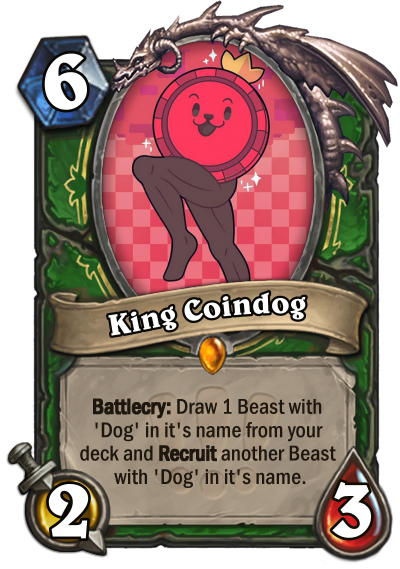 6
King Coindog
Battlecry: Draw 1 Beast with
'Dog' in it's name from your
deck and Recruit another Beast
with 'Dog' in it's name.
2
3